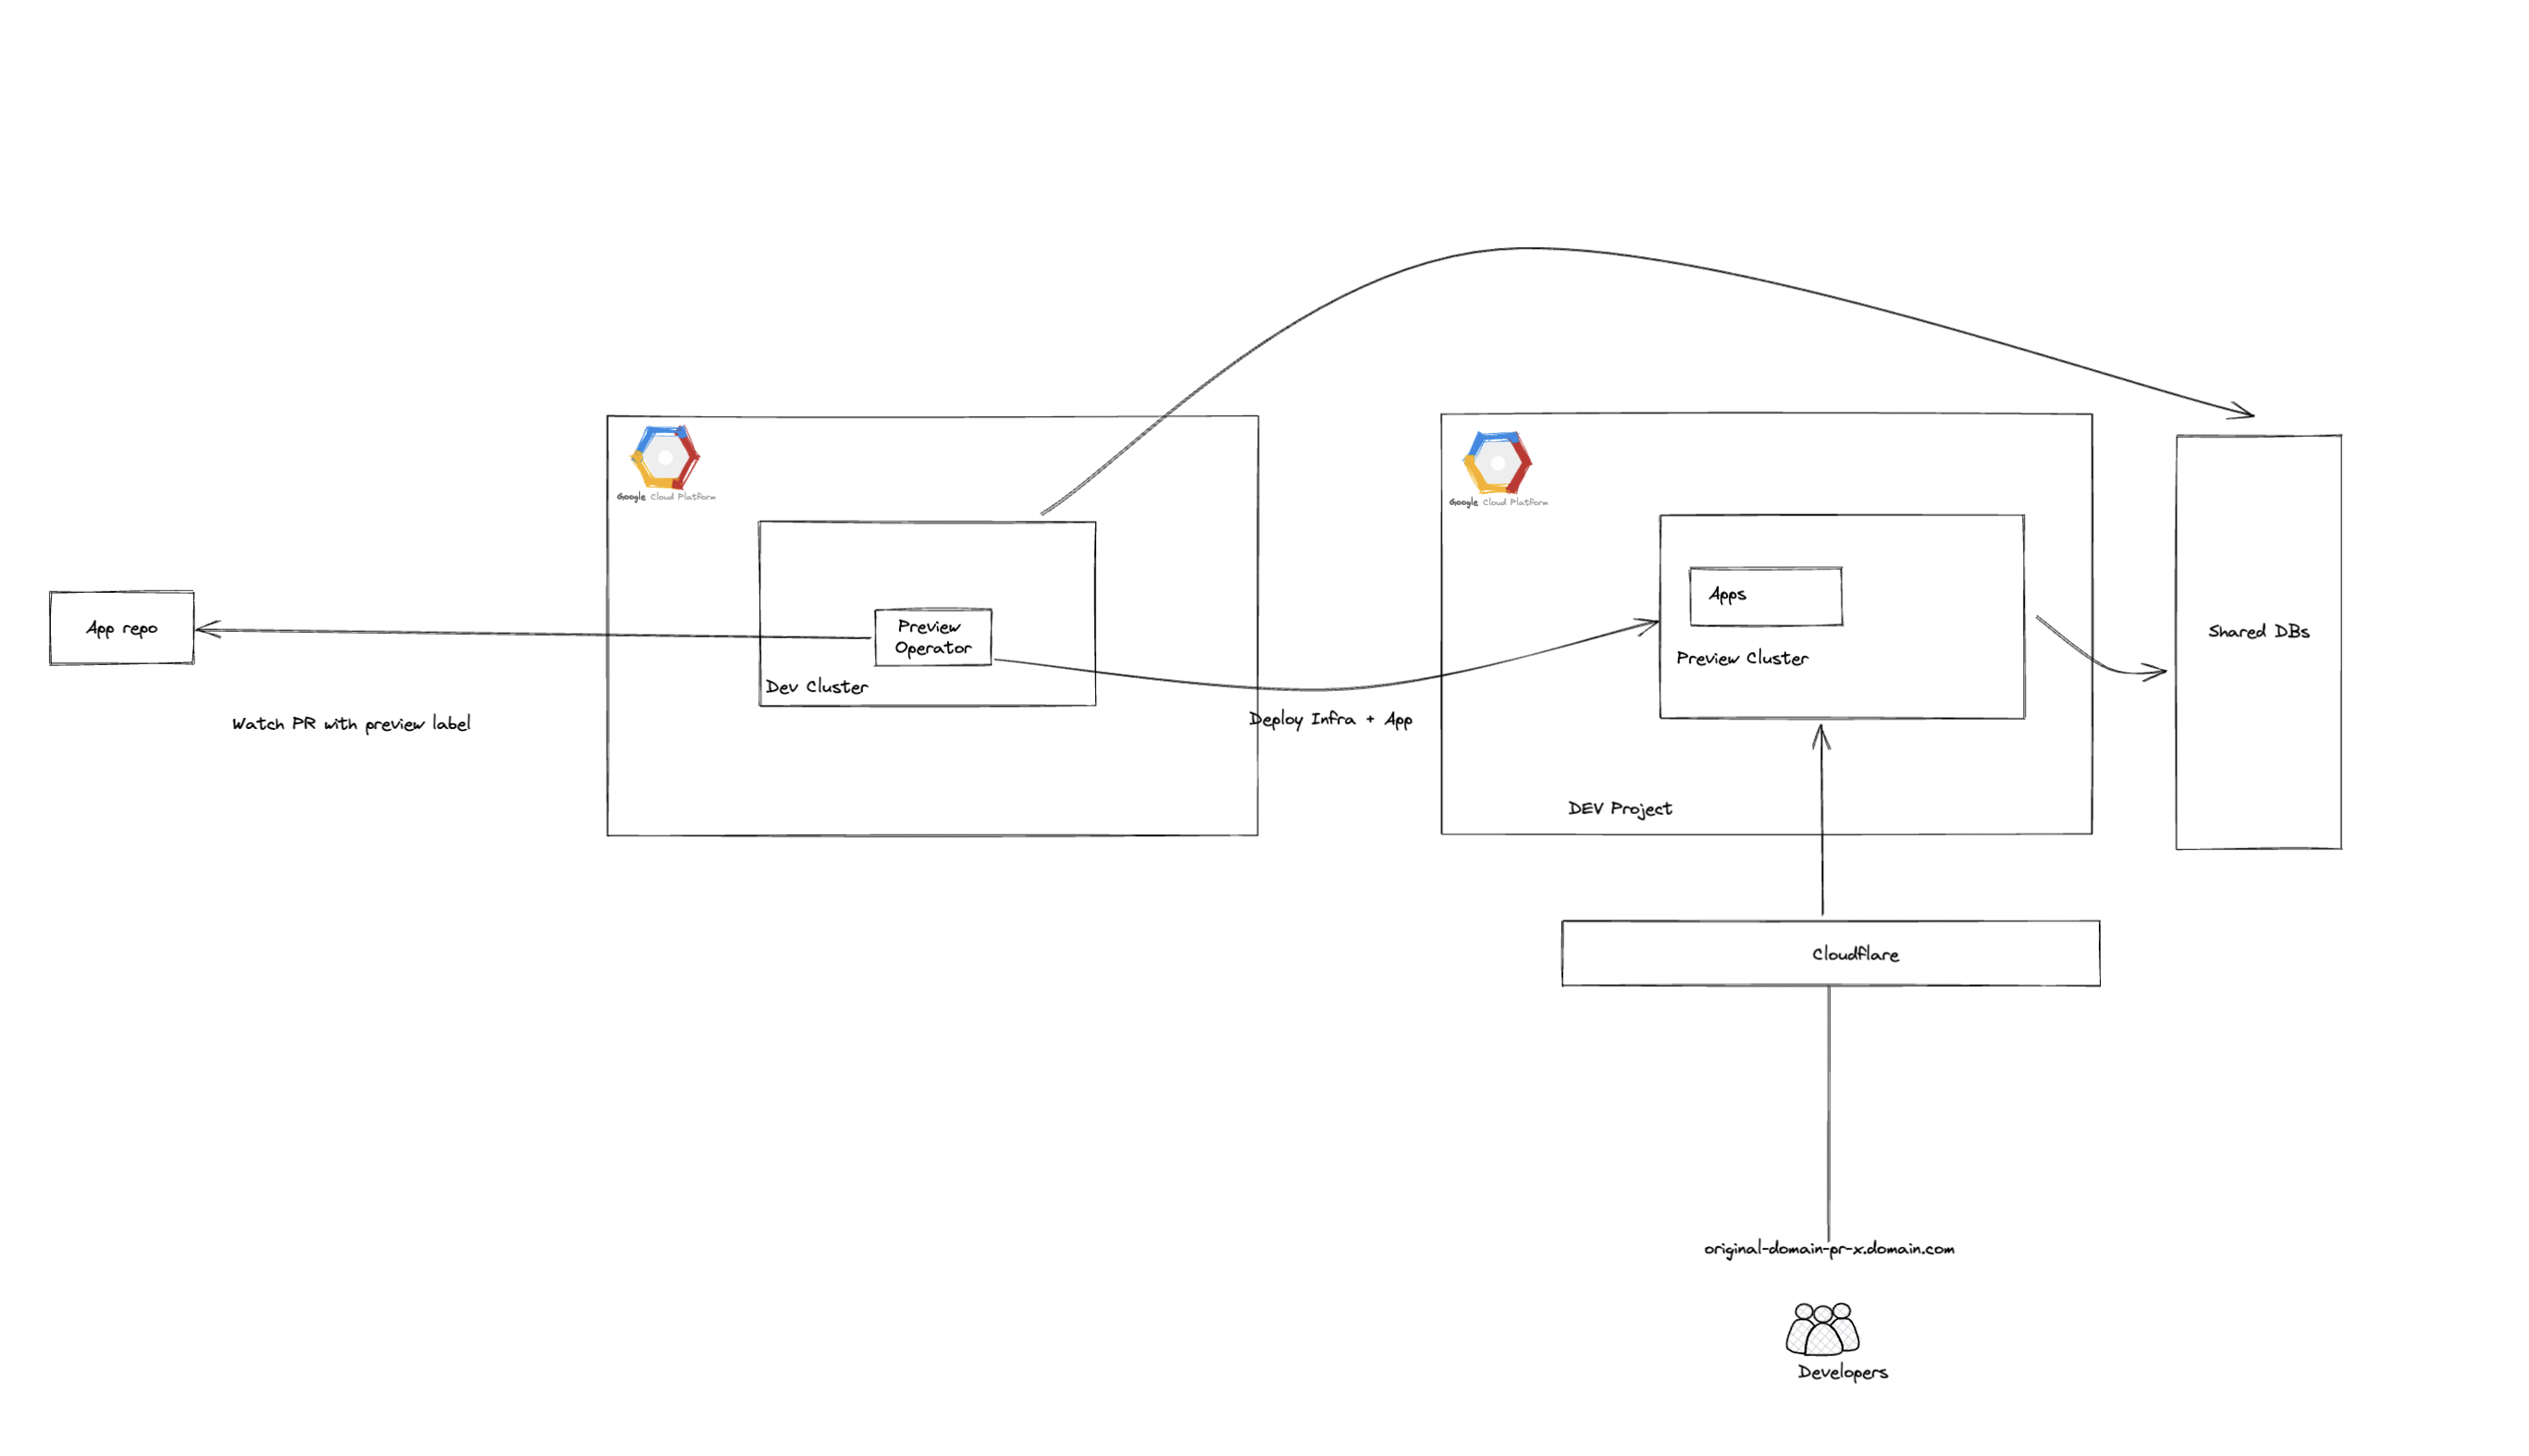 Google Cloud Platform
Google Cloud Platform
App repo
Preview
Operator
Dev Cluster
Watch PR with preview label
Deploy Infra + App
Apps
Preview Cluster
DEV Project
Shared DBs
Cloudflare
original-domain-pr-x.domain.com
Developers